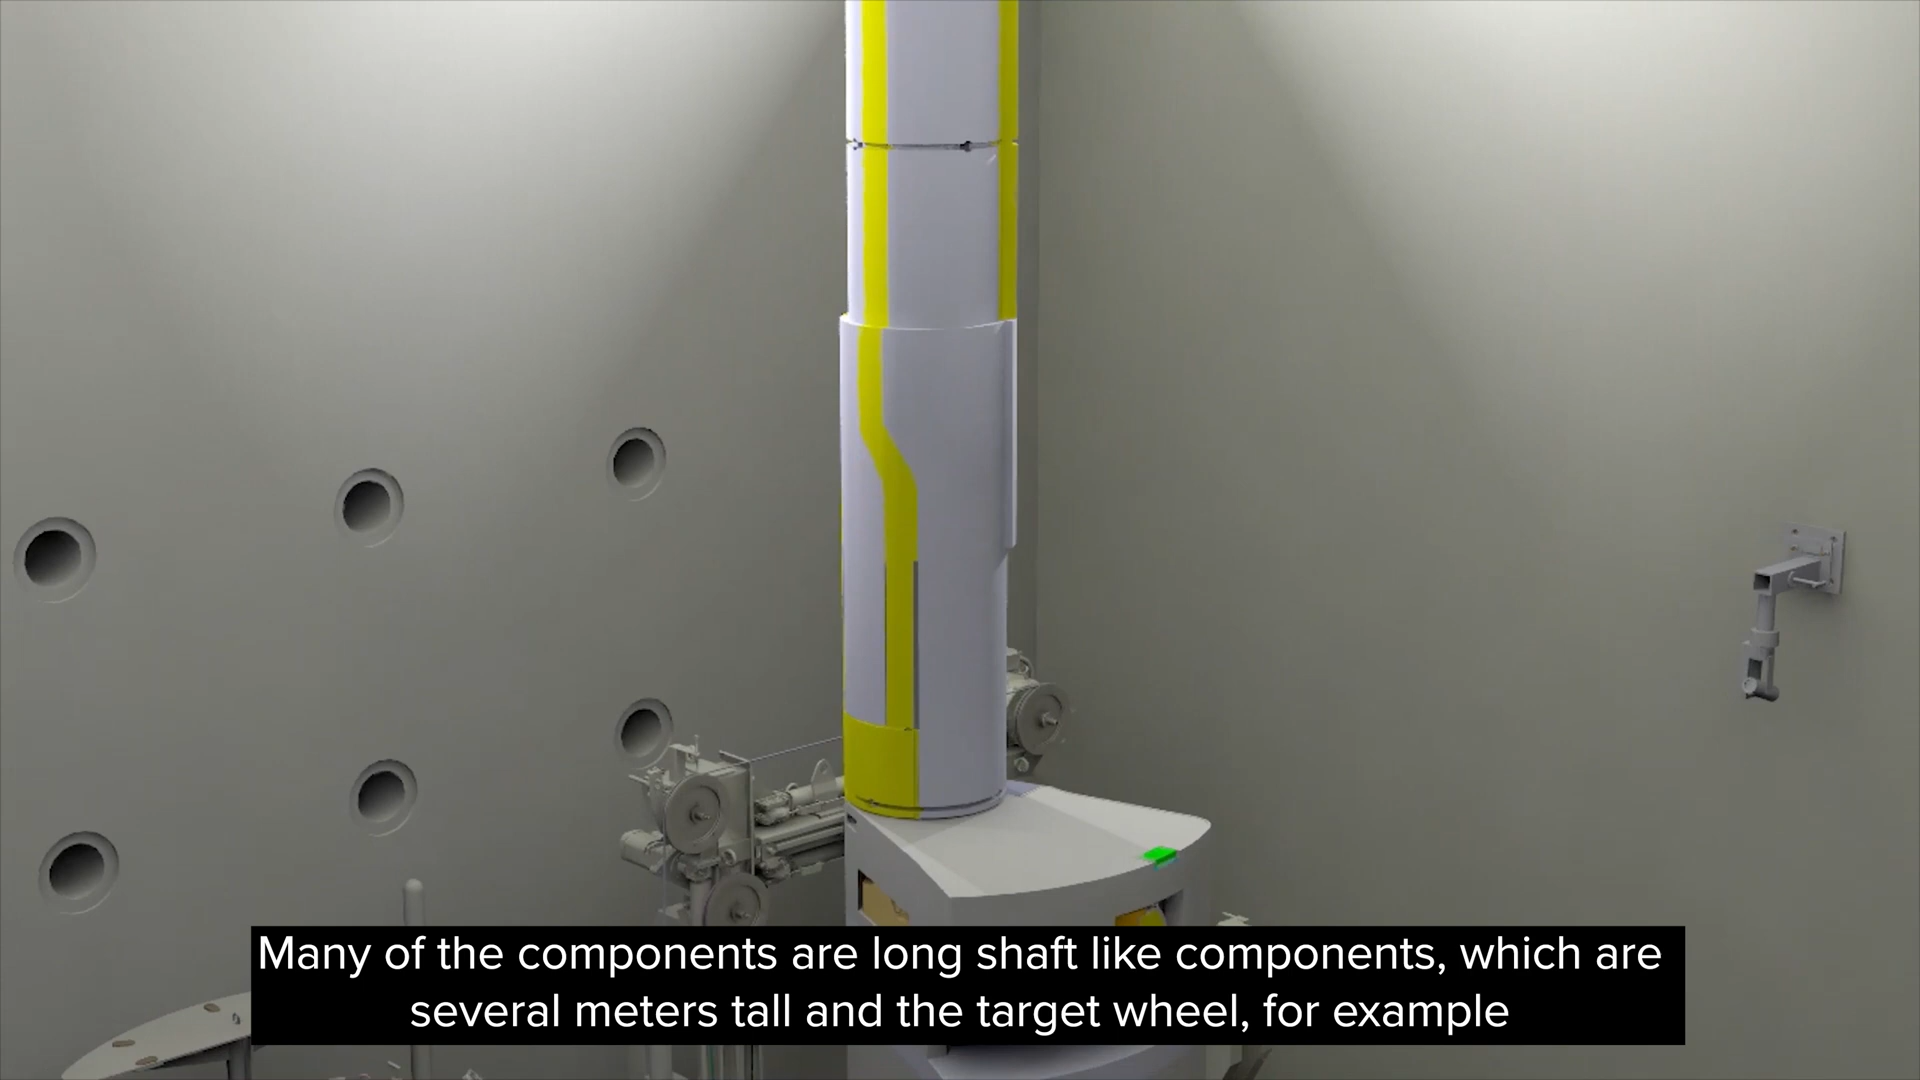 Many of the components are long shaft like components, which are
several meters tall and the target wheel, for example